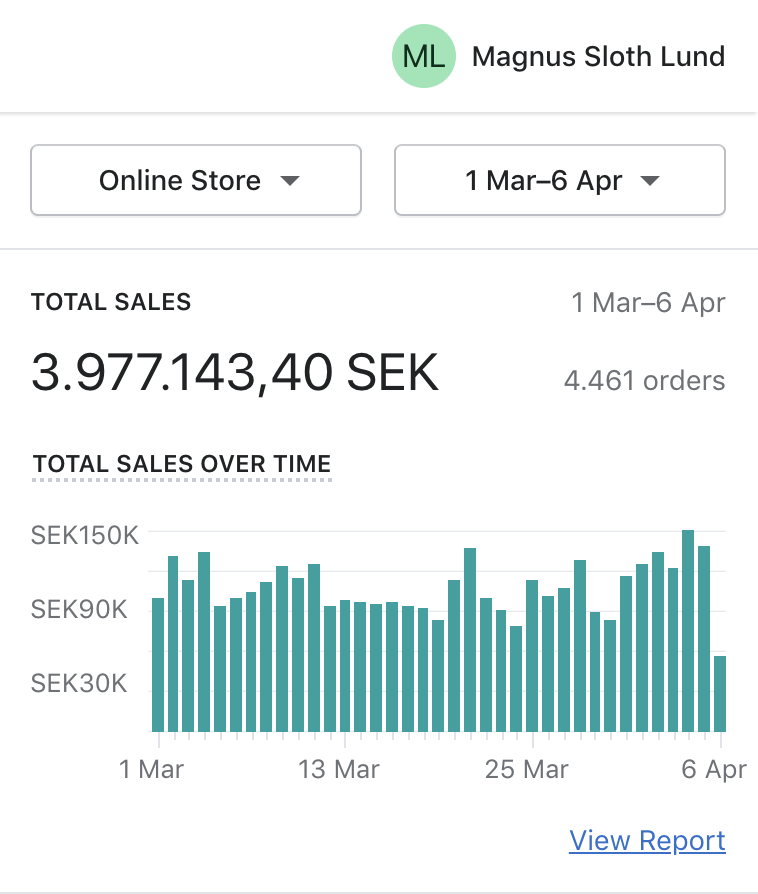 ML Magnus Sloth Lund
Online Store 1 Mar–6 Apr
TOTAL SALES 1 Mar–6 Apr
3.977.143,40 SEK 4.461 orders
TOTAL SALES OVER TIME
SEK150K
SEK90K
SEK30K
1 Mar 13 Mar 25 Mar 6 Apr
View Report